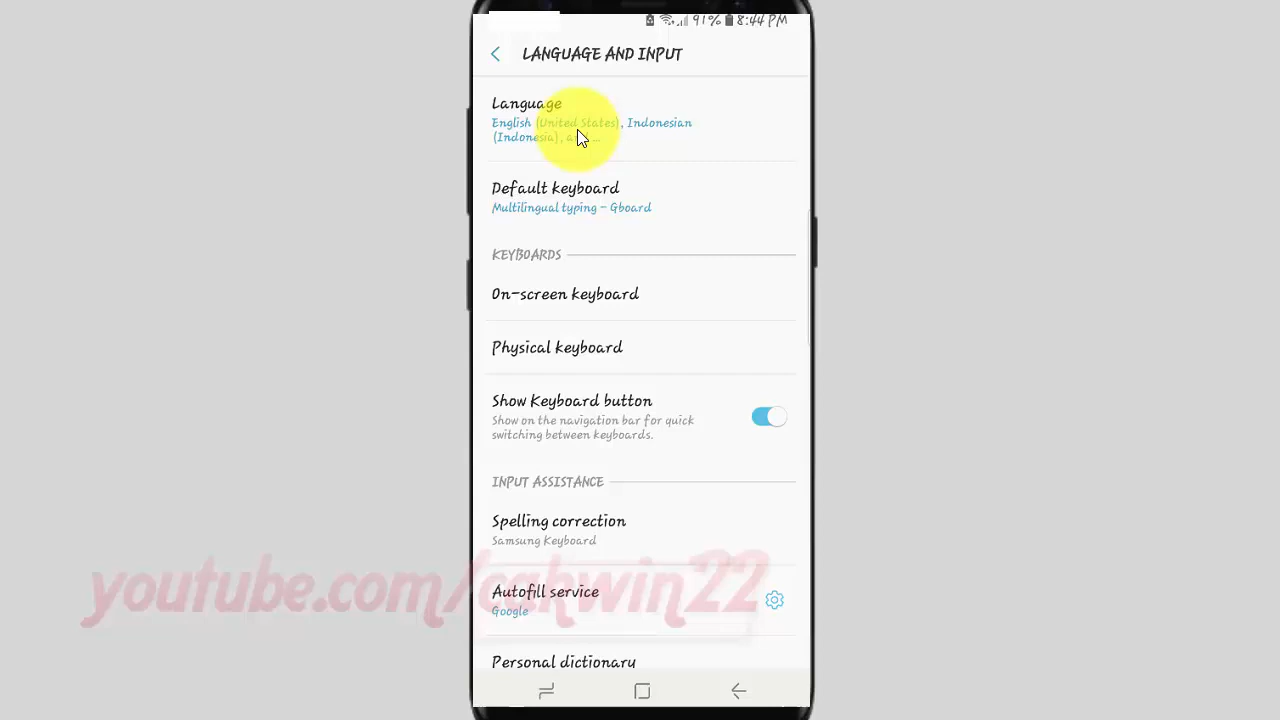 91% 8:44 PM
LANGUAGE AND INPUT
Language
English (United States), Indonesian
(Indonesia), a...
Default keyboard
Multilingual typing - Gboard
KEYBOARDS
On-screen keyboard
Physical keyboard
Show Keyboard button
Show on the navigation bar for quick
switching between keyboards.
INPUT ASSISTANCE
Spelling correction
Samsung Keyboard
youtube.com/cakwin22
Autofill service
Google
Personal dictionary